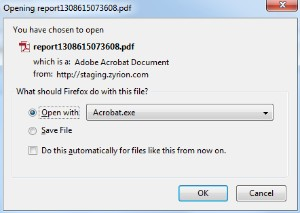 Opening report1308615073608.pdf
You have chosen to open
report1308615073608.pdf
which is a: Adobe Acrobat Document
from: http://staging.zyrion.com
What should Firefox do with this file?
Open with Acrobat.exe
Save File
Do this automatically for files like this from now on.
OK Cancel